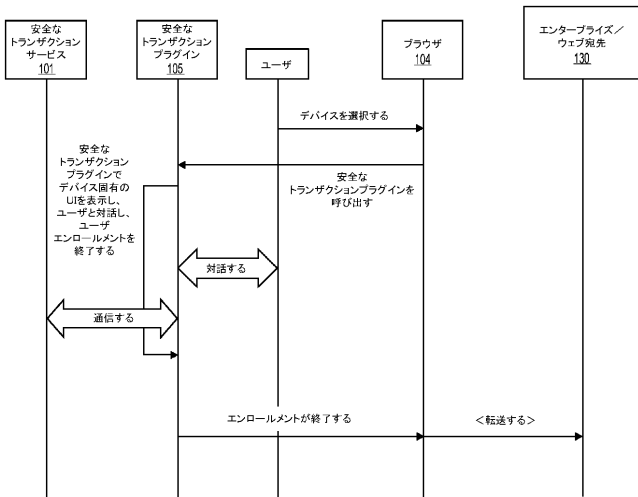 安全な
トランザクション
サービス
101
安全な
トランザクション
プラグイン
105
ユーザ
ブラウザ
104
エンタープライズ／
ウェブ宛先
130
デバイスを選択する
安全な
トランザクションプラグインを
呼び出す
安全な
トランザクション
プラグインで
デバイス固有の
UIを表示し、
ユーザと対話し、
ユーザ
エンロールメントを
終了する
対話する
通信する
エンロールメントが終了する
＜転送する＞